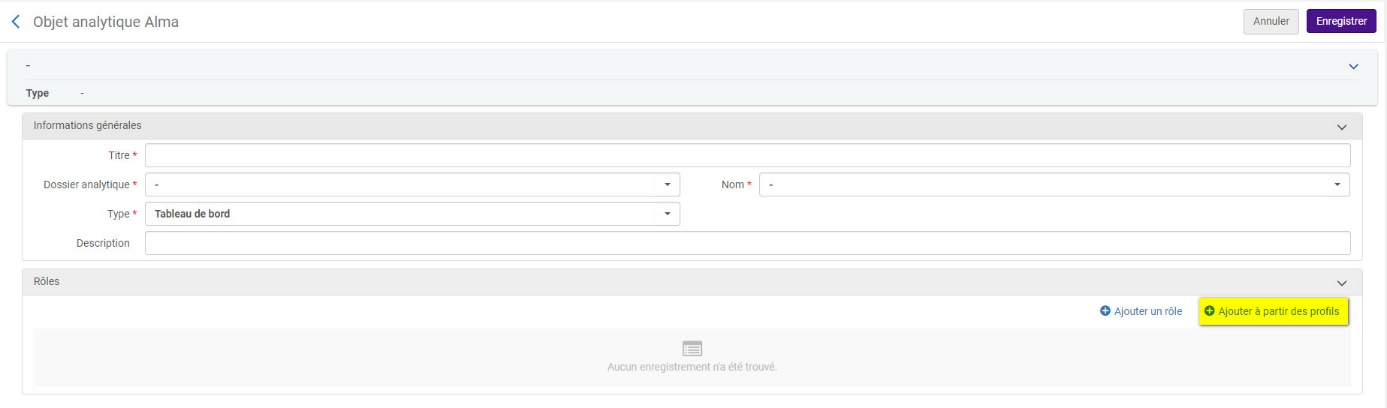 Objet analytique Alma
Annuler
Enregistrer
-
Type -
Informations générales
Titre *
Dossier analytique * -
Nom * -
Type * Tableau de bord
Description
Rôles
Ajouter un rôle
Ajouter à partir des profils
Aucun enregistrement n'a été trouvé.